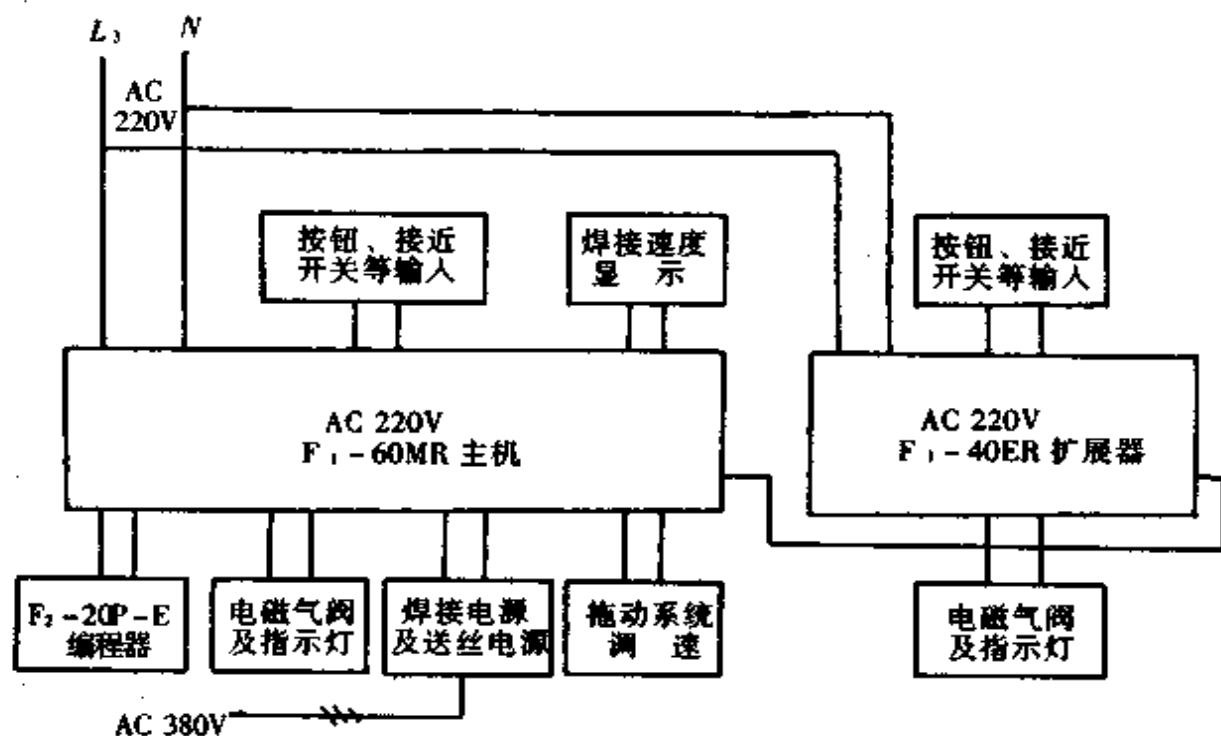 L₃ N
AC
220V
按钮、接近
开关等输人
焊接速度
显 示
按钮、接近
开关等输人
AC 220V
F₁-60MR 主机
AC 220V
F₁-40ER 扩展器
F₂-20P-E
编程器
电磁气阀
及指示灯
焊接电源
及送丝电源
拖动系统
调 速
电磁气阀
及指示灯
AC 380V